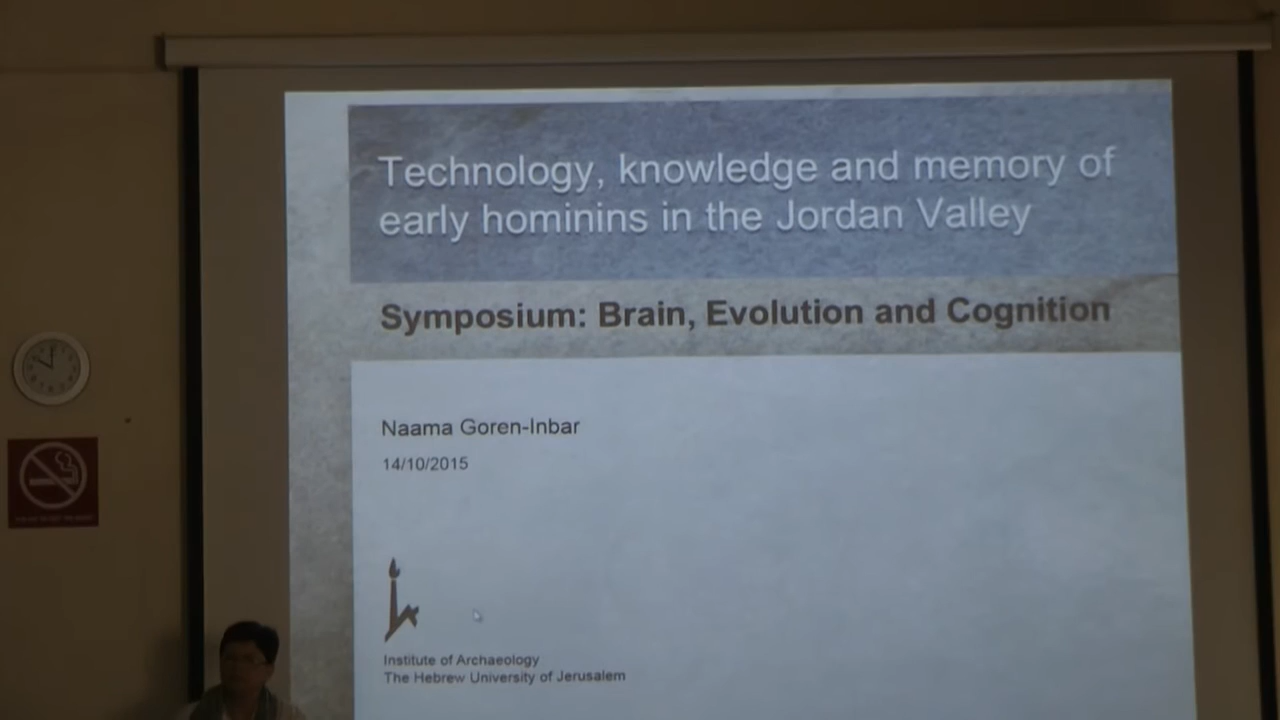 Technology, knowledge and memory of
early hominins in the Jordan Valley
Symposium: Brain, Evolution and Cognition
Naama Goren-Inbar
14/10/2015
Institute of Archaeology
The Hebrew University of Jerusalem